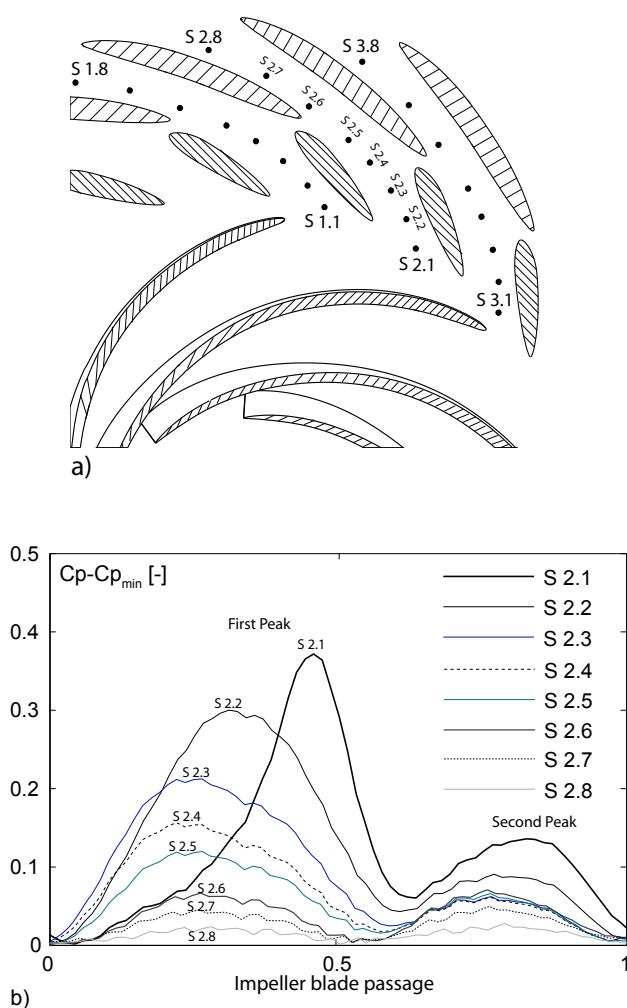 S 2.8
S 3.8
S 1.8
S 2.7
S 2.6
S 2.5
S 2.4
S 2.3
S 2.2
S 1.1
S 2.1
S 3.1
a)
0.5
Cp-Cpmin [-]
S 2.1
S 2.2
S 2.3
S 2.4
S 2.5
S 2.6
S 2.7
S 2.8
0.4
First Peak
S 2.1
0.3
S 2.2
S 2.3
0.2
S 2.4
Second Peak
S 2.5
0.1
S 2.6
S 2.7
S 2.8
0
0
0.5
1
Impeller blade passage
b)